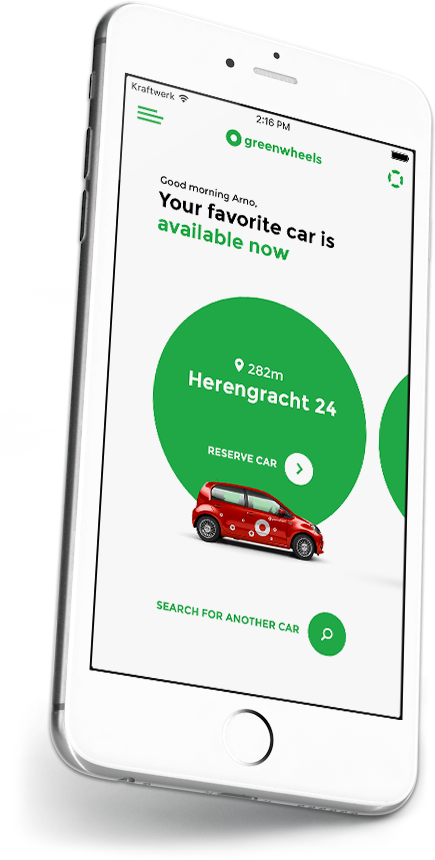 Kraftwerk
2:16 PM
greenwheels
Good morning Arno,
Your favorite car is
available now
282m
Herengracht 24
RESERVE CAR
SEARCH FOR ANOTHER CAR